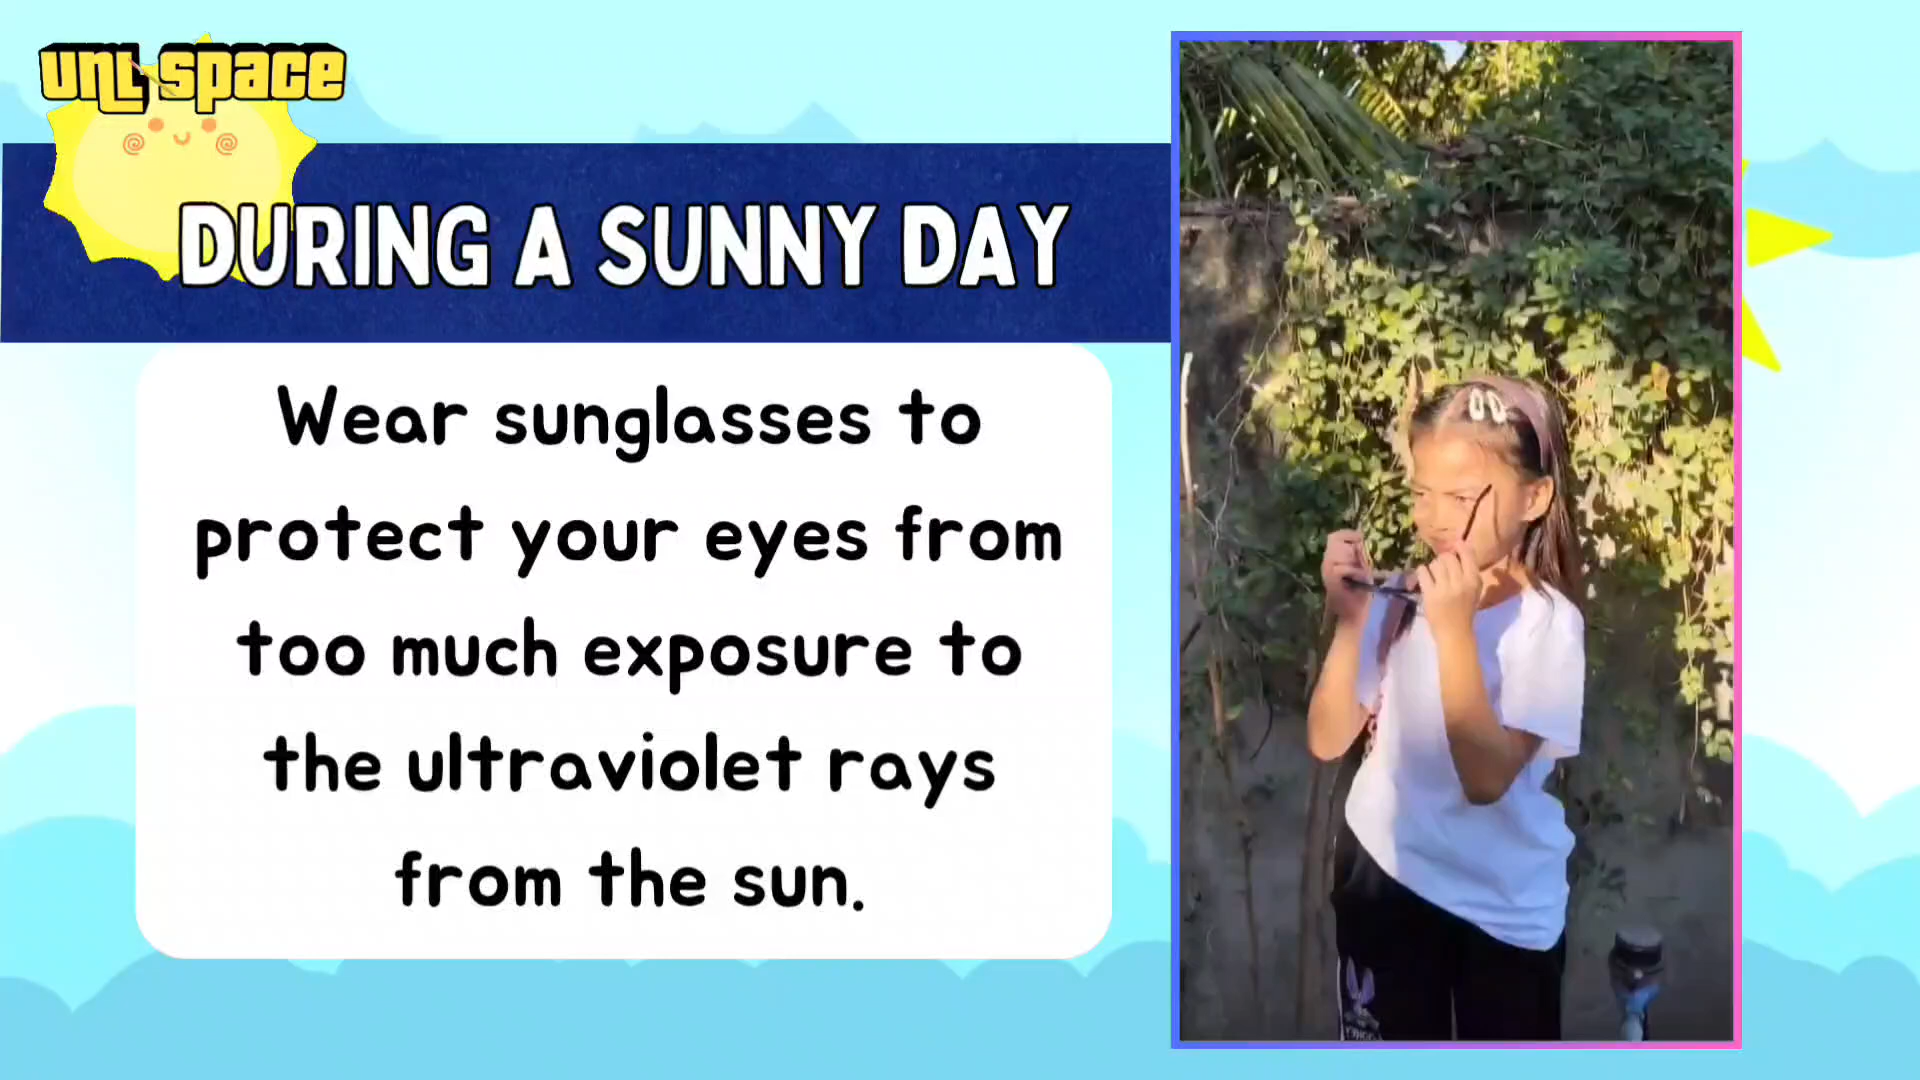 UNLI SPACE
DURING A SUNNY DAY
Wear sunglasses to
protect your eyes from
too much exposure to
the ultraviolet rays
from the sun.